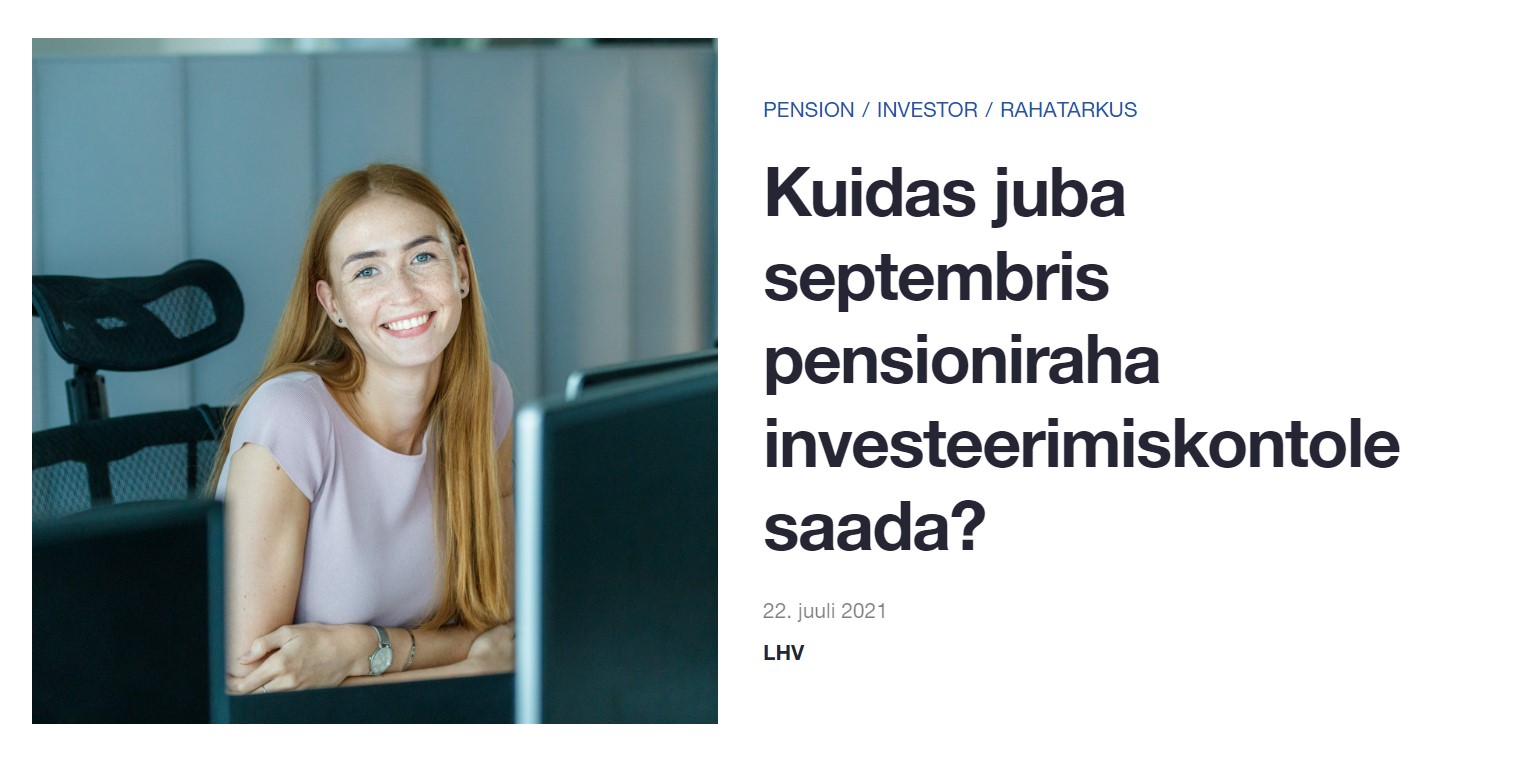 PENSION / INVESTOR / RAHATARKUS
Kuidas juba
septembris
pensioniraha
investeerimiskontole
saada?
22. juuli 2021
LHV